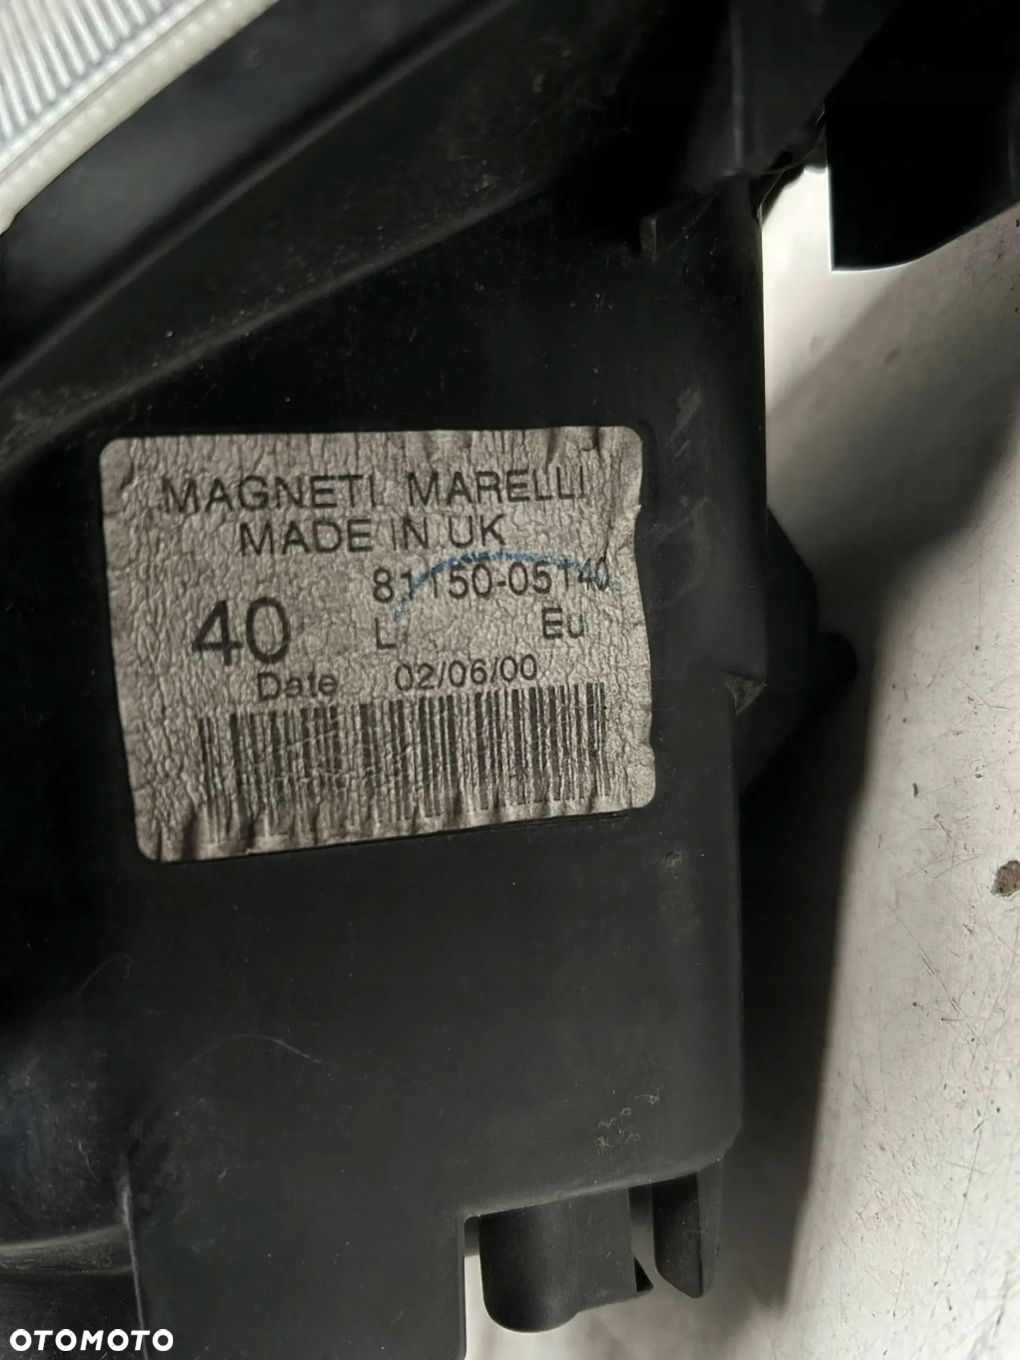 MAGNETI MARELLI
MADE IN UK
81150-05140
40 L Eu
Date 02/06/00
OTOMOTO